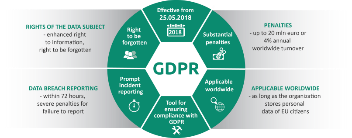 RIGHTS OF THE DATA SUBJECT
- enhanced right
to information,
right to be forgotten
Right
to be
forgotten
Effective from
25.05.2018
2018
Substantial
penalties
PENALTIES
- up to 20 mln euro or
4% annual
worldwide turnover
GDPR
DATA BREACH REPORTING
- within 72 hours,
severe penalties for
failure to report
Prompt
incident
reporting
Tool for
ensuring
compliance with
GDPR
Applicable
worldwide
APPLICABLE WORLDWIDE
- as long as the organization
stores personal
data of EU citizens